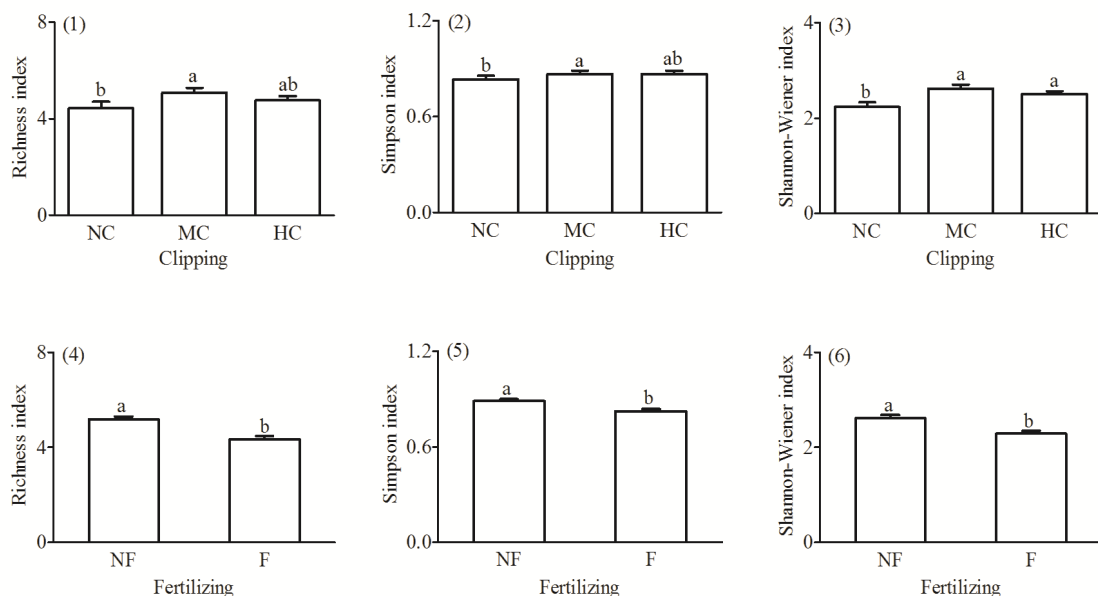 (1)
Richness index
8
4
0
b
a
ab
NC
MC
HC
Clipping
(2)
Simpson index
1.2
0.6
0.0
b
a
ab
NC
MC
HC
Clipping
(3)
Shannon-Wiener index
4
2
0
b
a
a
NC
MC
HC
Clipping
(4)
Richness index
8
4
0
a
b
NF
F
Fertilizing
(5)
Simpson index
1.2
0.6
0.0
a
b
NF
F
Fertilizing
(6)
Shannon-Wiener index
4
2
0
a
b
NF
F
Fertilizing